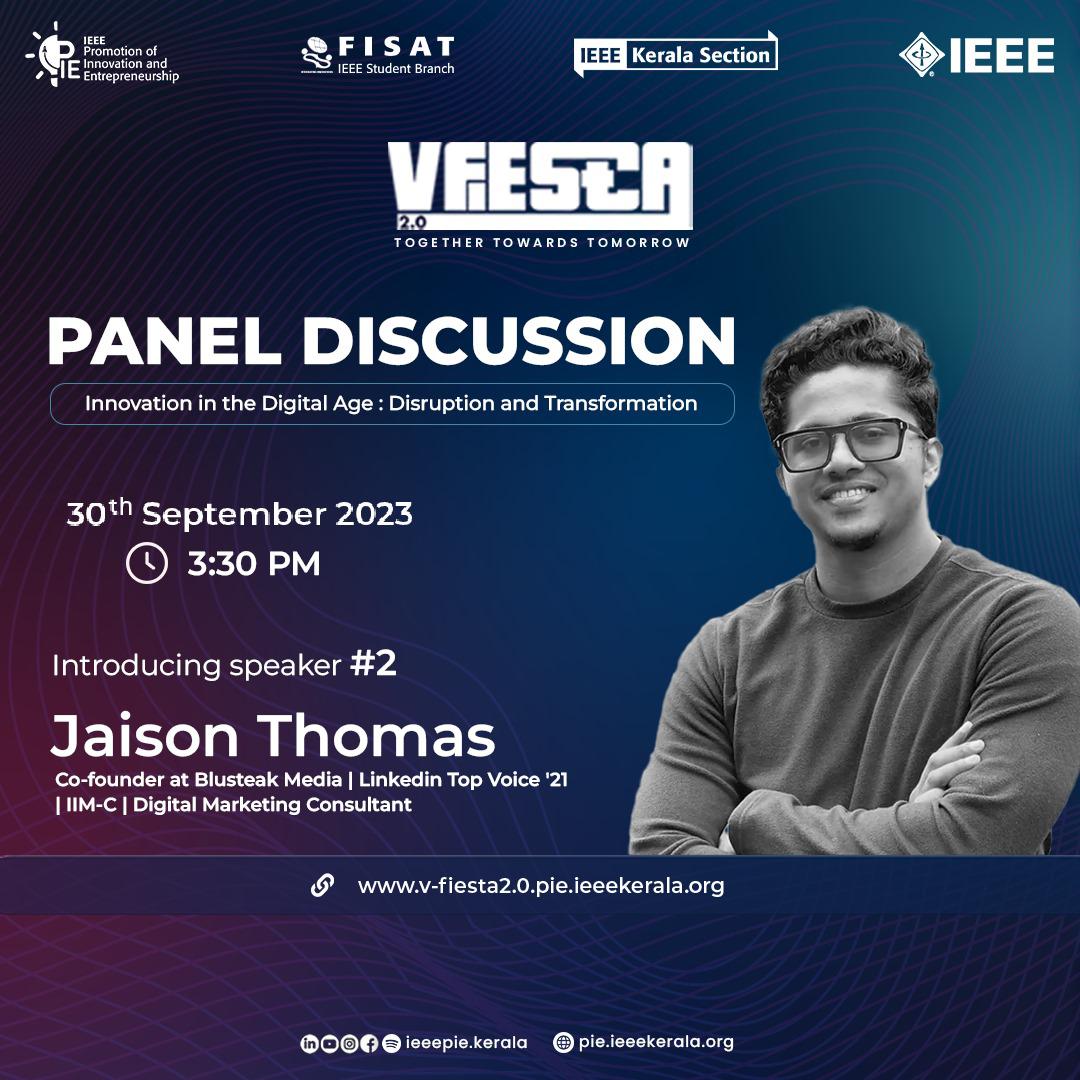 IEEE
Promotion of
Innovation and
Entrepreneurship
PIE
FISAT
IEEE Student Branch
IEEE Kerala Section
IEEE
VFiESTA
2.0
TOGETHER TOWARDS TOMORROW
PANEL DISCUSSION
Innovation in the Digital Age : Disruption and Transformation
30th September 2023
3:30 PM
Introducing speaker #2
Jaison Thomas
Co-founder at Blusteak Media | Linkedin Top Voice '21
| IIM-C | Digital Marketing Consultant
www.v-fiesta2.0.pie.ieeekerala.org
ieeepie.kerala
pie.ieeekerala.org